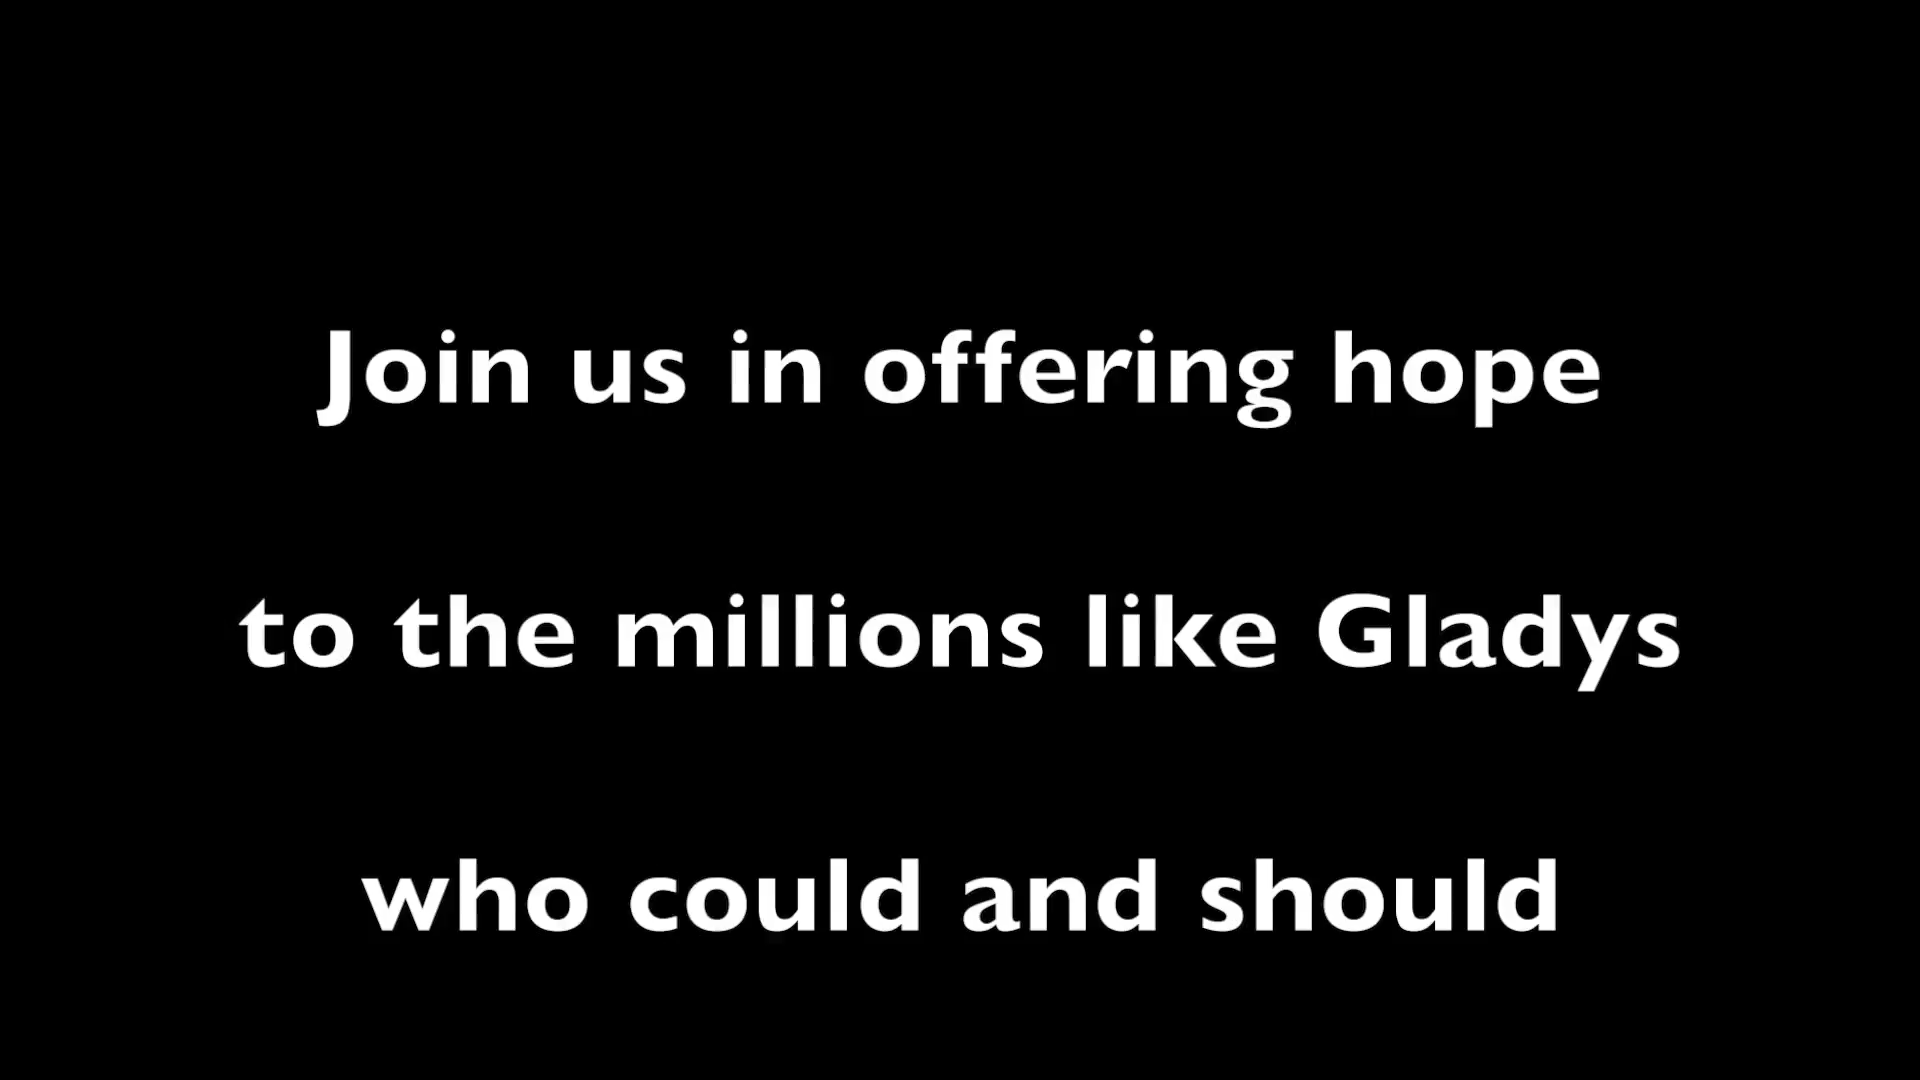 Join us in offering hope
to the millions like Gladys
who could and should